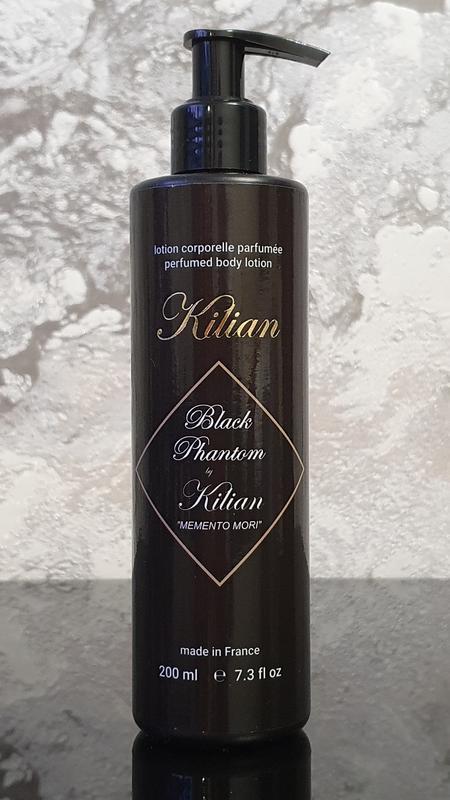 lotion corporelle parfumée
perfumed body lotion
Kilian
Black
Phantom
by
Kilian
"MEMENTO MORI"
made in France
200 ml ℮ 7.3 fl oz